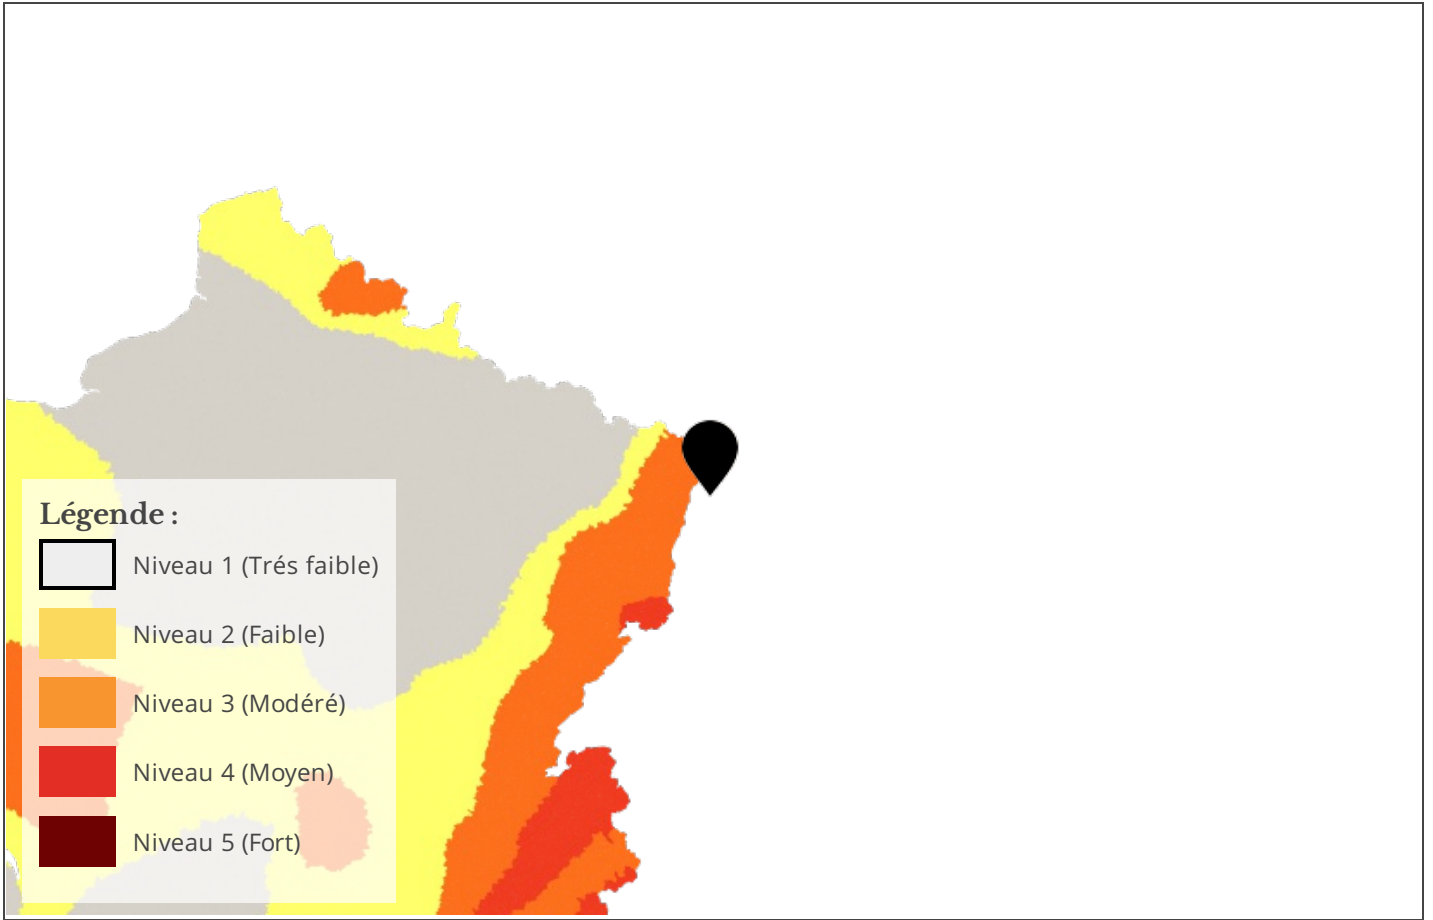 Légende :
Niveau 1 (Trés faible)
Niveau 2 (Faible)
Niveau 3 (Modéré)
Niveau 4 (Moyen)
Niveau 5 (Fort)